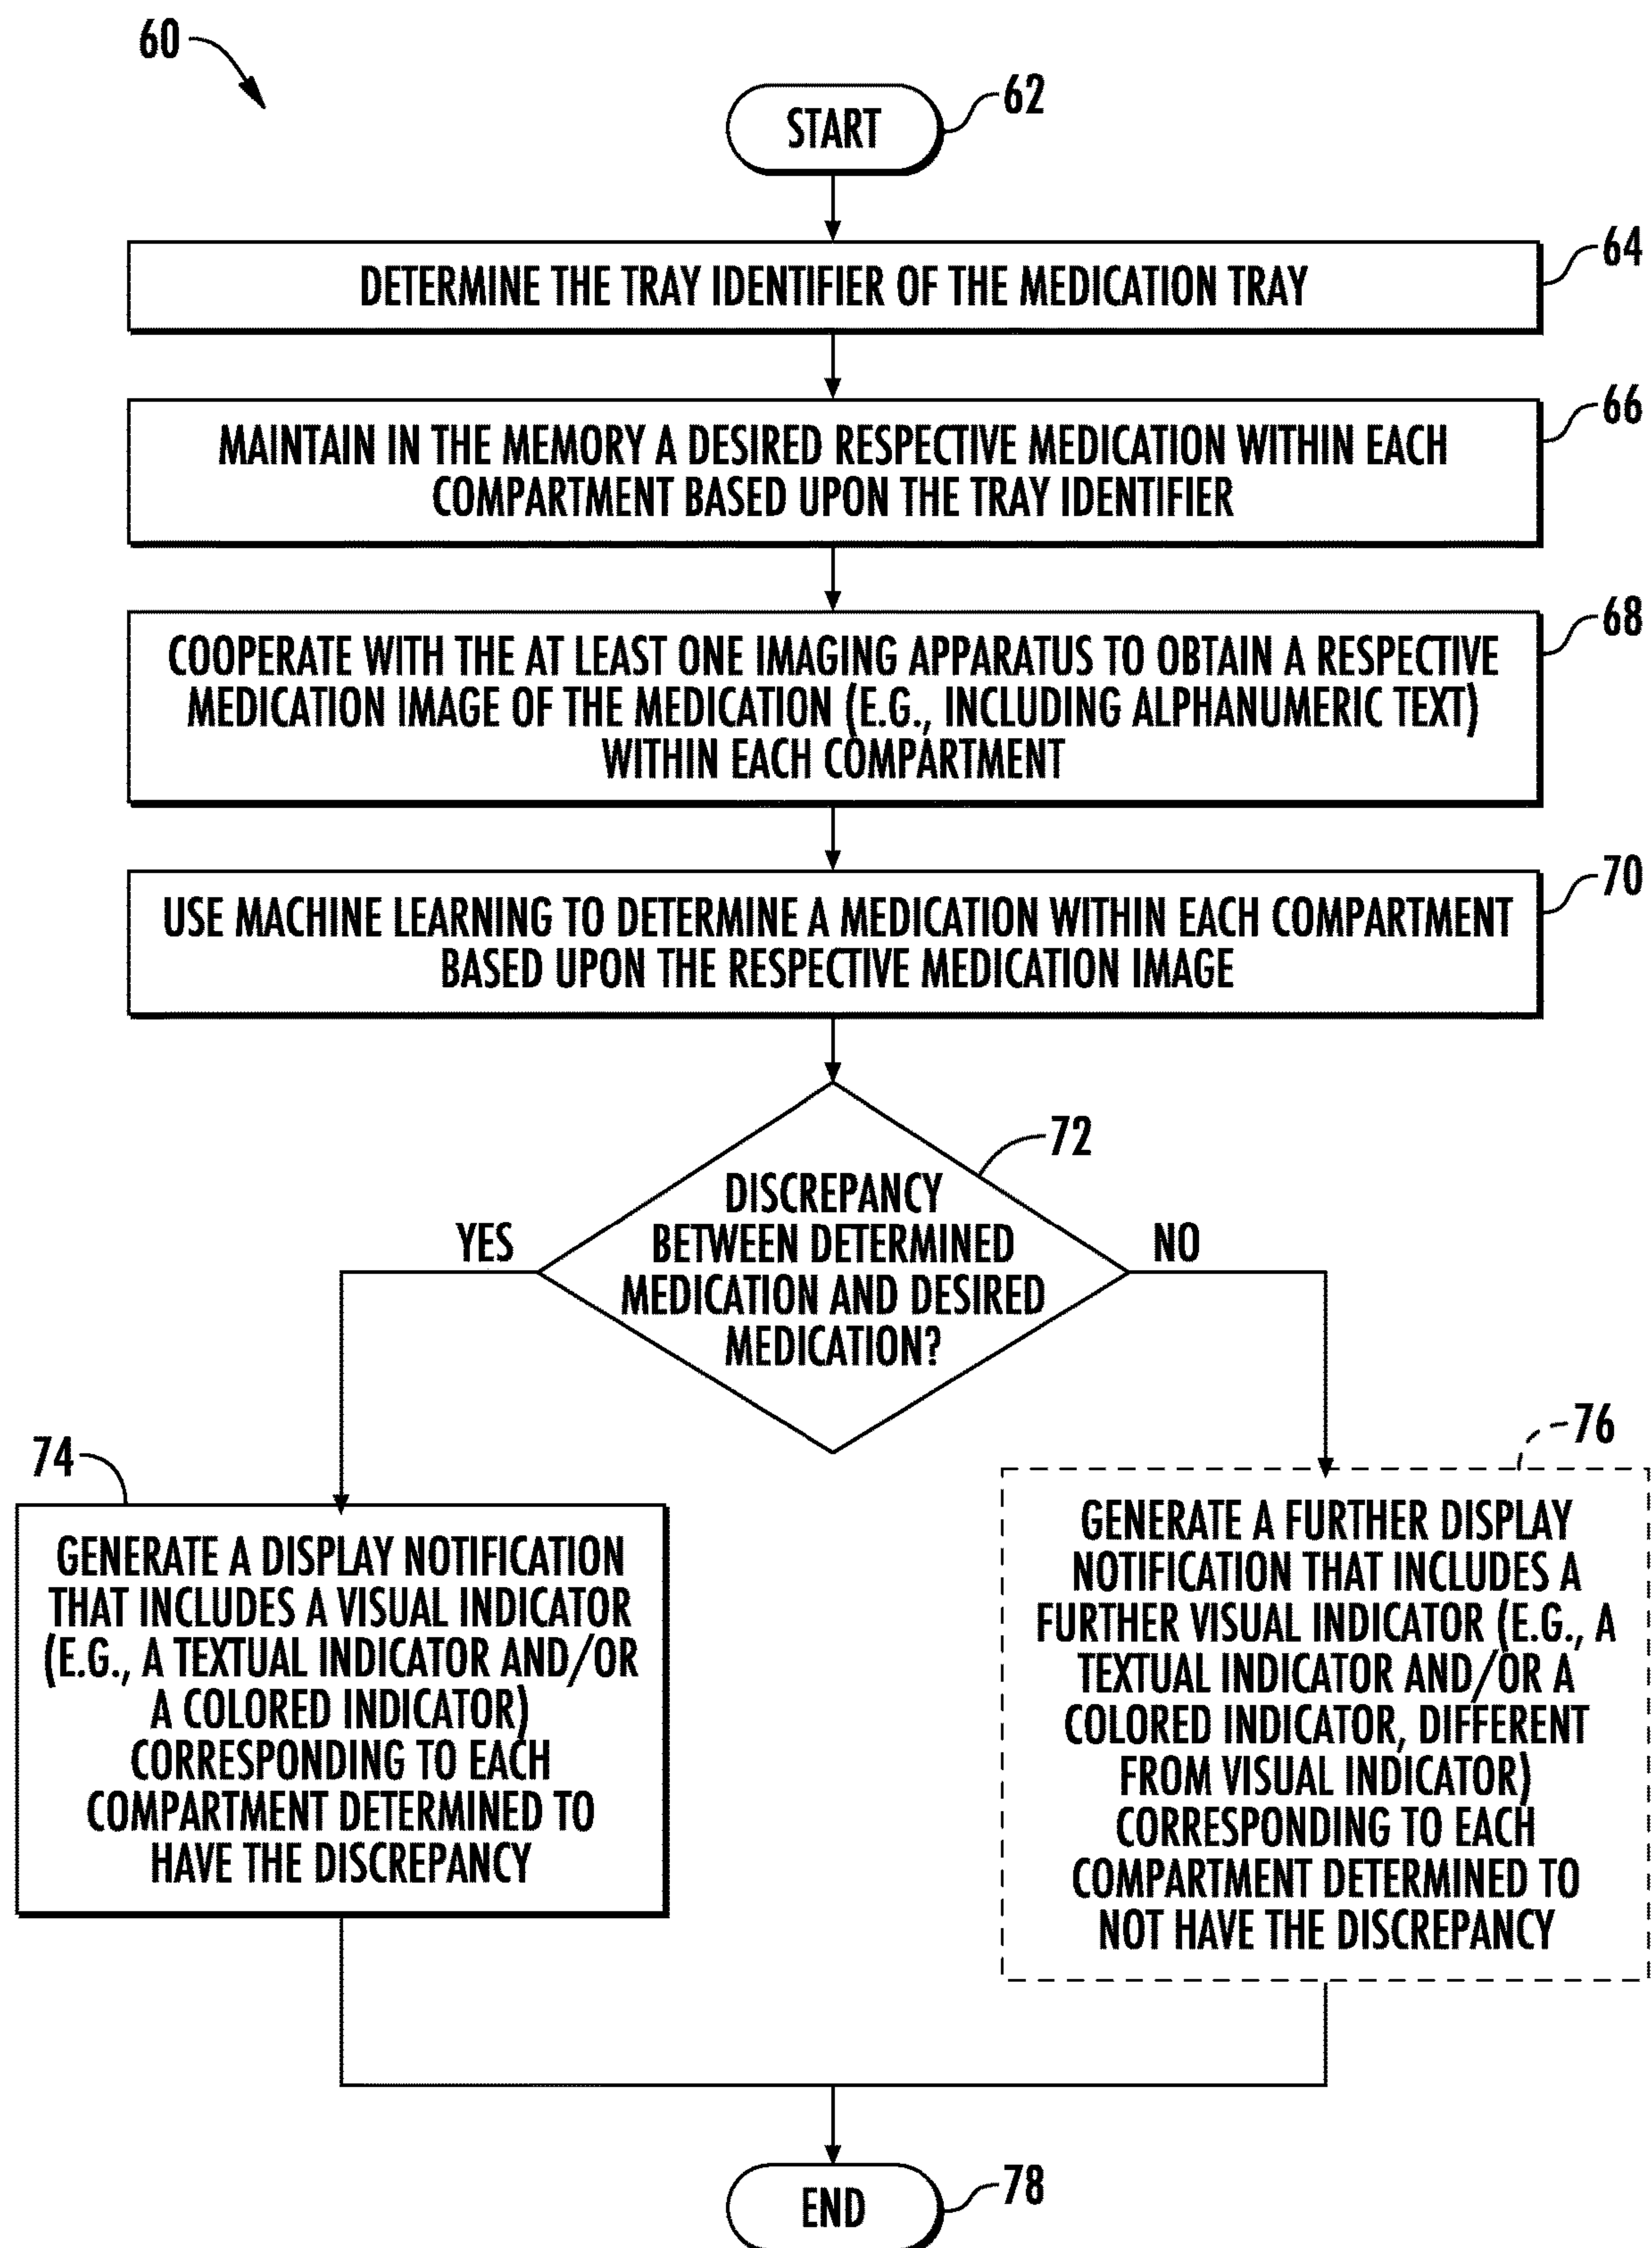 60
START
62
DETERMINE THE TRAY IDENTIFIER OF THE MEDICATION TRAY
64
MAINTAIN IN THE MEMORY A DESIRED RESPECTIVE MEDICATION WITHIN EACH
COMPARTMENT BASED UPON THE TRAY IDENTIFIER
66
COOPERATE WITH THE AT LEAST ONE IMAGING APPARATUS TO OBTAIN A RESPECTIVE
MEDICATION IMAGE OF THE MEDICATION (E.G., INCLUDING ALPHANUMERIC TEXT)
WITHIN EACH COMPARTMENT
68
USE MACHINE LEARNING TO DETERMINE A MEDICATION WITHIN EACH COMPARTMENT
BASED UPON THE RESPECTIVE MEDICATION IMAGE
70
DISCREPANCY
BETWEEN DETERMINED
MEDICATION AND DESIRED
MEDICATION?
72
YES
NO
74
GENERATE A DISPLAY NOTIFICATION
THAT INCLUDES A VISUAL INDICATOR
(E.G., A TEXTUAL INDICATOR AND/OR
A COLORED INDICATOR)
CORRESPONDING TO EACH
COMPARTMENT DETERMINED TO
HAVE THE DISCREPANCY
76
GENERATE A FURTHER DISPLAY
NOTIFICATION THAT INCLUDES A
FURTHER VISUAL INDICATOR (E.G., A
TEXTUAL INDICATOR AND/OR A
COLORED INDICATOR, DIFFERENT
FROM VISUAL INDICATOR)
CORRESPONDING TO EACH
COMPARTMENT DETERMINED TO
NOT HAVE THE DISCREPANCY
END
78